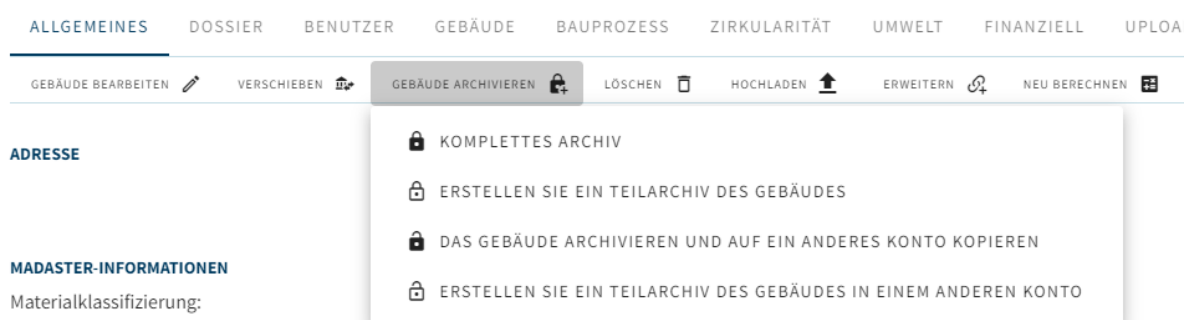 ALLGEMEINES DOSSIER BENUTZER GEBÄUDE BAUPROZESS ZIRKULARITÄT UMWELT FINANZIELL UPLOA
GEBÄUDE BEARBEITEN VERSCHIEBEN GEBÄUDE ARCHIVIEREN LÖSCHEN HOCHLADEN ERWEITERN NEU BERECHNEN
KOMPLETTES ARCHIV
ADRESSE
ERSTELLEN SIE EIN TEILARCHIV DES GEBÄUDES
DAS GEBÄUDE ARCHIVIEREN UND AUF EIN ANDERES KONTO KOPIEREN
MADASTER-INFORMATIONEN
ERSTELLEN SIE EIN TEILARCHIV DES GEBÄUDES IN EINEM ANDEREN KONTO
Materialklassifizierung: